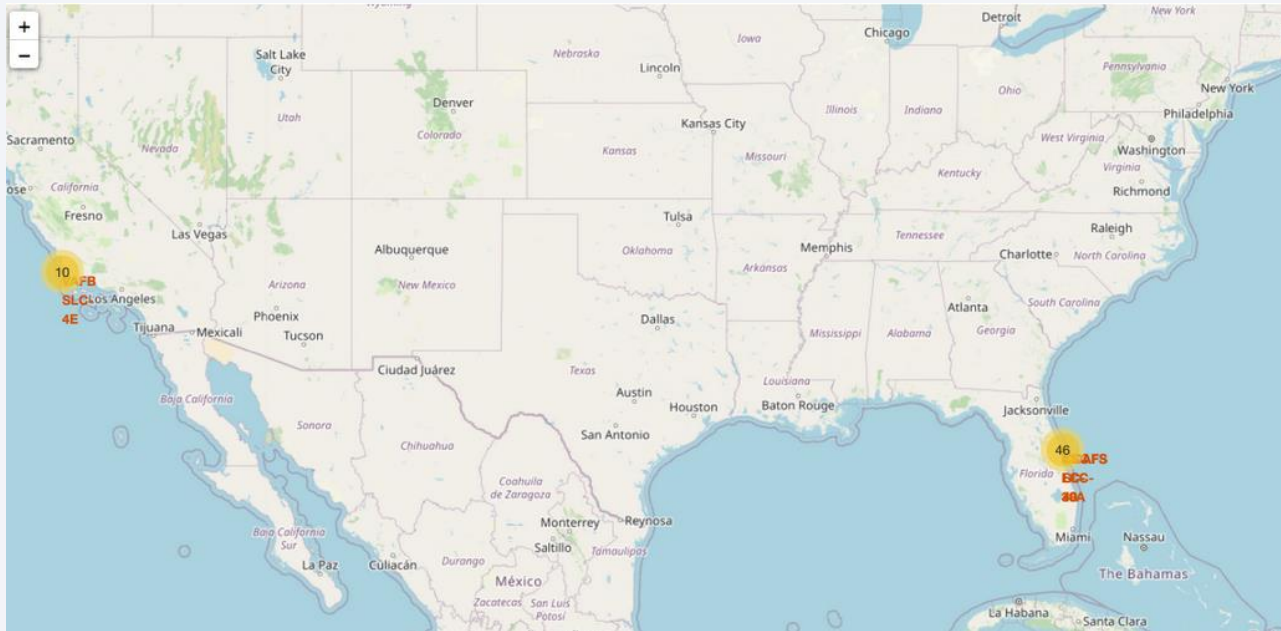 +
−
Wyoming
Salt Lake
City
Nebraska
Iowa
Chicago
Detroit
New York
Lincoln
Pennsylvania
New York
Denver
Utah
Colorado
Illinois
Indiana
Ohio
Philadelphia
Sacramento
Nevada
Kansas City
Kansas
Missouri
West Virginia
Washington
Virginia
Kentucky
Richmond
ose
California
Fresno
Las Vegas
Albuquerque
Tulsa
Oklahoma
Memphis
Tennessee
Raleigh
Charlotte
North Carolina
10
VAFB
SLC-
4E
Los Angeles
Arizona
New Mexico
Arkansas
Phoenix
Tucson
Tijuana
Mexicali
Dallas
Mississippi
Alabama
Atlanta
Georgia
South Carolina
Ciudad Juárez
Texas
Louisiana
Baja California
Sonora
Chihuahua
Austin
Houston
Baton Rouge
Jacksonville
San Antonio
46
Florida
Coahuila
de Zaragoza
Baja California
Sur
Monterrey
Reynosa
Saltillo
Tamaulipas
Miami
Nassau
La Paz
Culiacán
Durango
México
The Bahamas
Zacatecas
San Luis
Potosí
La Habana
Santa Clara